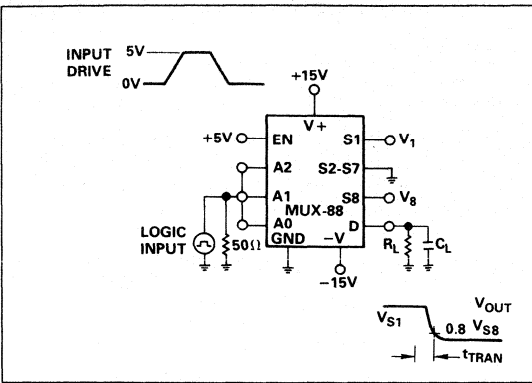 INPUT DRIVE
5V
0V
+15V
V+
+5V
EN
S1
V1
A2
S2-S7
A1
S8
V8
MUX-88
A0
D
LOGIC INPUT
50Ω
GND
-V
RL
CL
-15V
VS1
VOUT
0.8 VS8
tTRAN